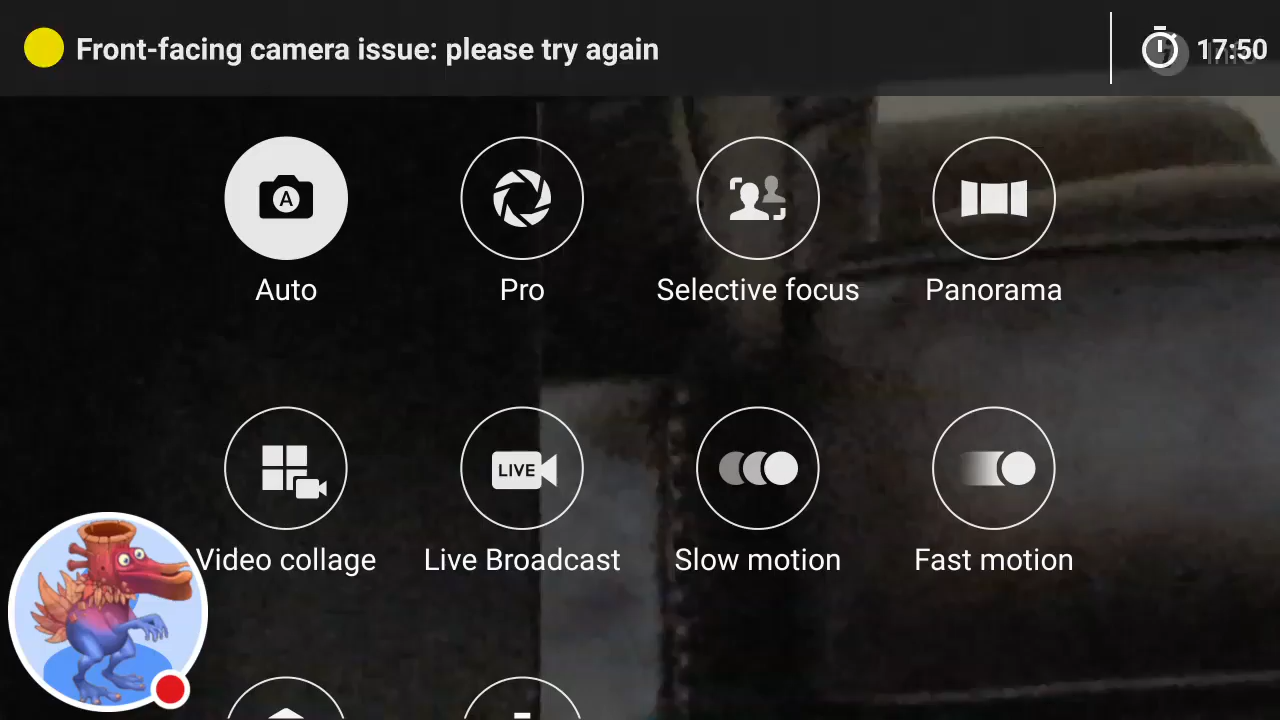 Front-facing camera issue: please try again
17:50
A
Auto
Pro
Selective focus
Panorama
LIVE
Video collage
Live Broadcast
Slow motion
Fast motion